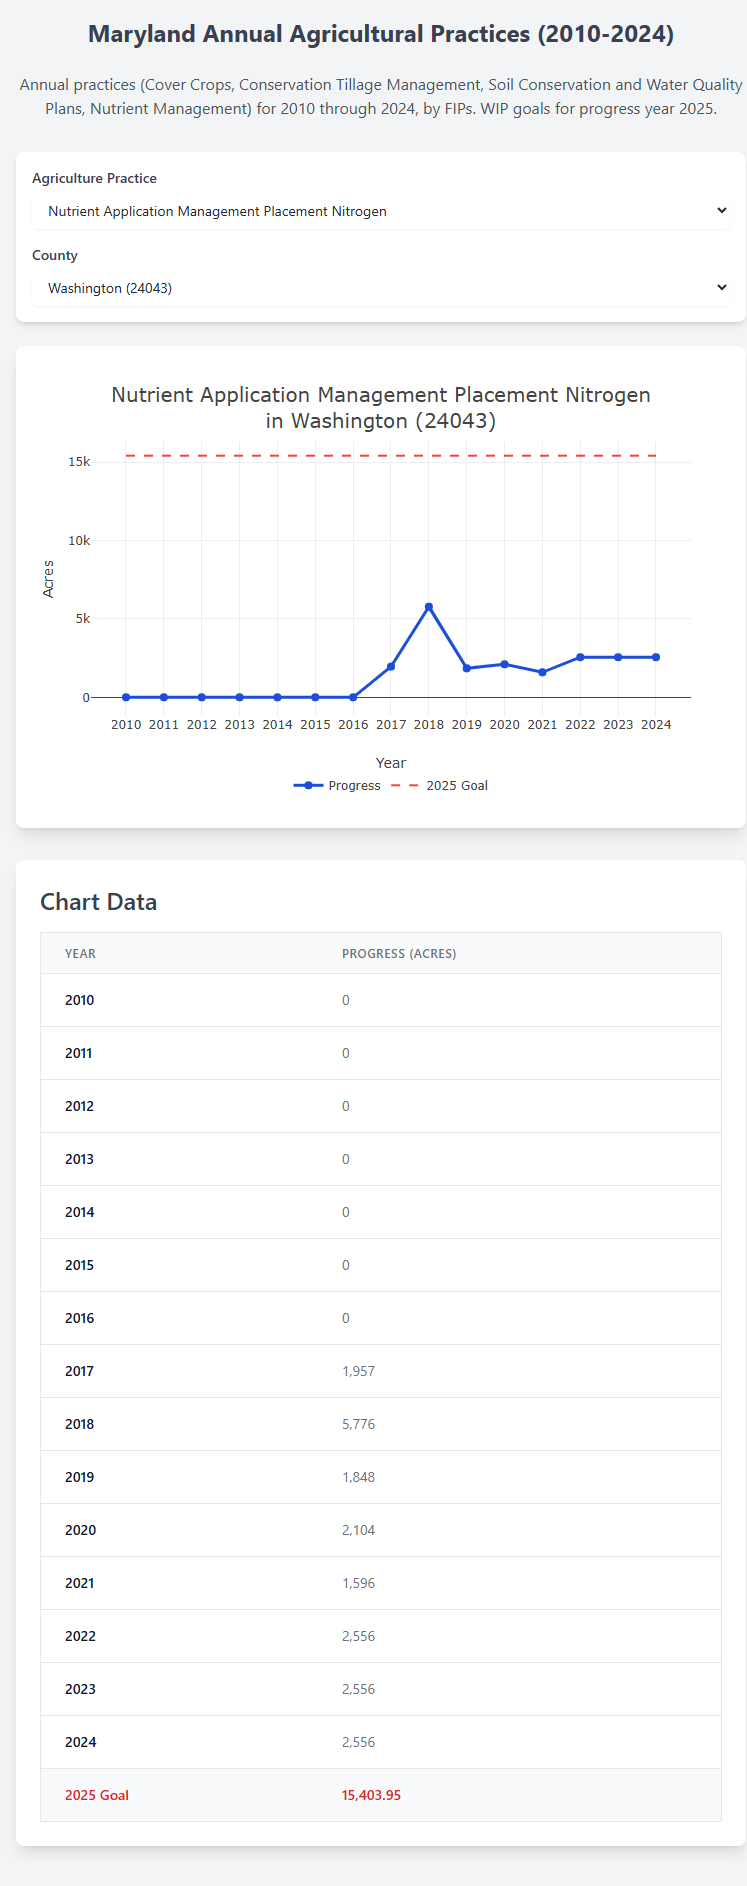 Maryland Annual Agricultural Practices (2010-2024)
Annual practices (Cover Crops, Conservation Tillage Management, Soil Conservation and Water Quality
Plans, Nutrient Management) for 2010 through 2024, by FIPs. WIP goals for progress year 2025.
Agriculture Practice
Nutrient Application Management Placement Nitrogen
County
Washington (24043)
Nutrient Application Management Placement Nitrogen
in Washington (24043)
15k
10k
5k
0
Acres
2010 2011 2012 2013 2014 2015 2016 2017 2018 2019 2020 2021 2022 2023 2024
Year
Progress 2025 Goal
Chart Data
YEAR PROGRESS (ACRES)
2010 0
2011 0
2012 0
2013 0
2014 0
2015 0
2016 0
2017 1,957
2018 5,776
2019 1,848
2020 2,104
2021 1,596
2022 2,556
2023 2,556
2024 2,556
2025 Goal 15,403.95